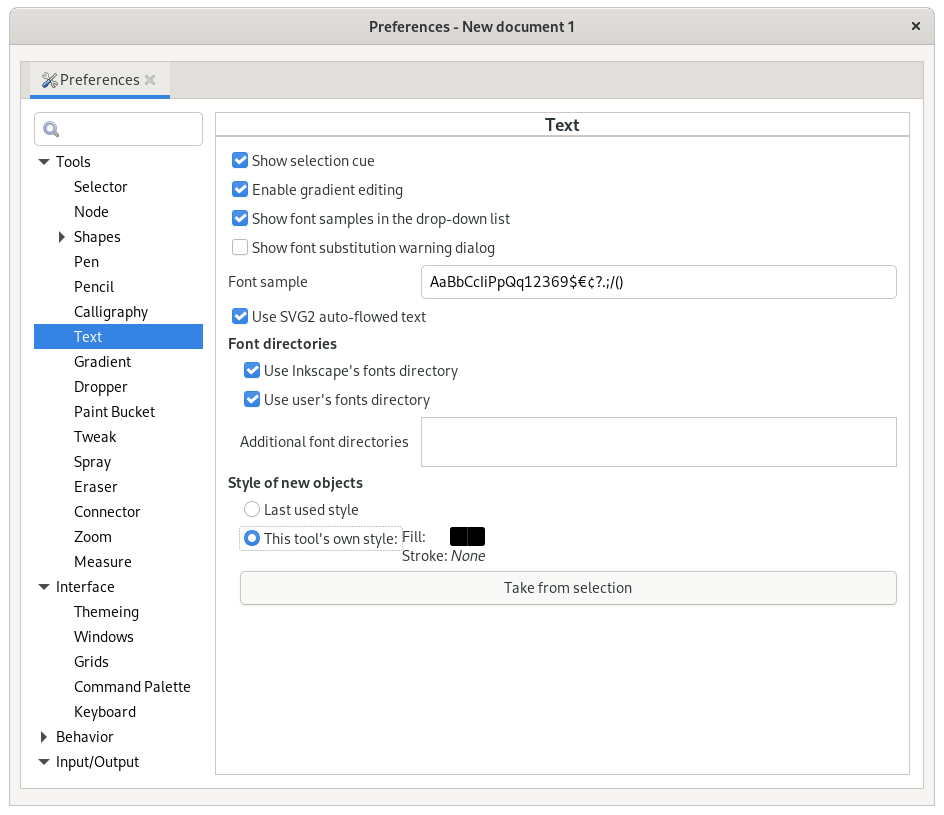 Preferences - New document 1
Preferences
Text
Tools
Selector
Node
Shapes
Pen
Pencil
Calligraphy
Text
Gradient
Dropper
Paint Bucket
Tweak
Spray
Eraser
Connector
Zoom
Measure
Interface
Themeing
Windows
Grids
Command Palette
Keyboard
Behavior
Input/Output
Show selection cue
Enable gradient editing
Show font samples in the drop-down list
Show font substitution warning dialog
Font sample AaBbCcIiPpQq12369$€¢?.;/()
Use SVG2 auto-flowed text
Font directories
Use Inkscape's fonts directory
Use user's fonts directory
Additional font directories
Style of new objects
Last used style
This tool's own style: Fill:
Stroke: None
Take from selection